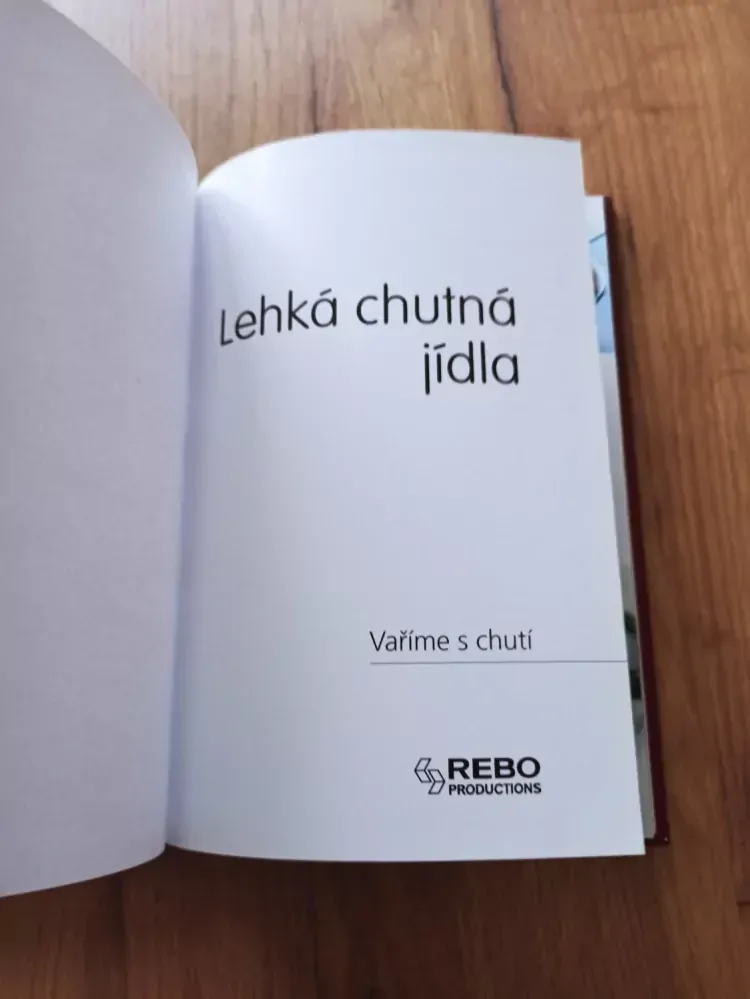 Lehká chutná
jídla
Vaříme s chutí
REBO
PRODUCTIONS